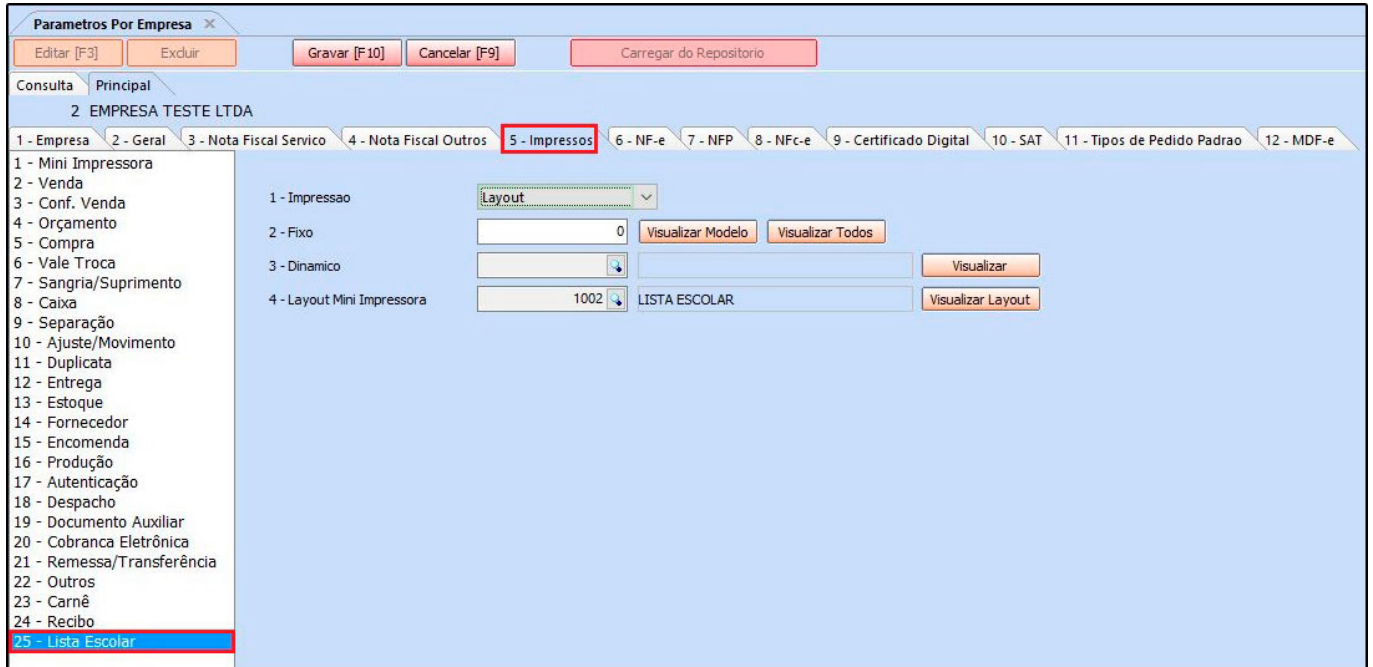 Parametros Por Empresa
Editar [F3] Excluir Gravar [F10] Cancelar [F9] Carregar do Repositorio
Consulta Principal
2 EMPRESA TESTE LTDA
1 - Empresa 2 - Geral 3 - Nota Fiscal Servico 4 - Nota Fiscal Outros 5 - Impressos 6 - NF-e 7 - NFP 8 - NFc-e 9 - Certificado Digital 10 - SAT 11 - Tipos de Pedido Padrao 12 - MDF-e
1 - Mini Impressora
2 - Venda
3 - Conf. Venda
4 - Orçamento
5 - Compra
6 - Vale Troca
7 - Sangria/Suprimento
8 - Caixa
9 - Separação
10 - Ajuste/Movimento
11 - Duplicata
12 - Entrega
13 - Estoque
14 - Fornecedor
15 - Encomenda
16 - Produção
17 - Autenticação
18 - Despacho
19 - Documento Auxiliar
20 - Cobranca Eletrônica
21 - Remessa/Transferência
22 - Outros
23 - Carnê
24 - Recibo
25 - Lista Escolar
1 - Impressao Layout
2 - Fixo 0 Visualizar Modelo Visualizar Todos
3 - Dinamico Visualizar
4 - Layout Mini Impressora 1002 LISTA ESCOLAR Visualizar Layout